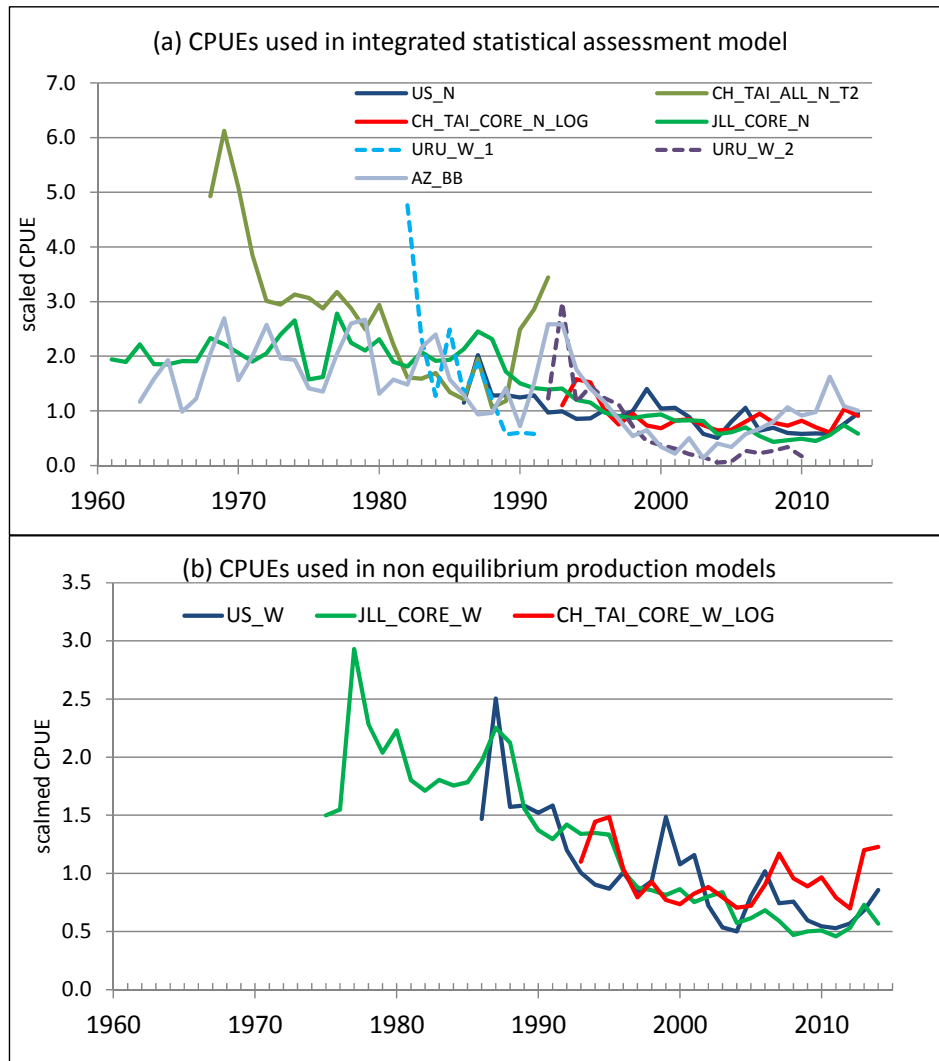 (a) CPUEs used in integrated statistical assessment model
7.0
6.0
5.0
4.0
3.0
2.0
1.0
0.0
scaled CPUE
US_N
CH_TAI_ALL_N_T2
CH_TAI_CORE_N_LOG
JLL_CORE_N
URU_W_1
URU_W_2
AZ_BB
1960 1970 1980 1990 2000 2010
(b) CPUEs used in non equilibrium production models
3.5
3.0
2.5
2.0
1.5
1.0
0.5
0.0
scalmed CPUE
US_W JLL_CORE_W CH_TAI_CORE_W_LOG
1960 1970 1980 1990 2000 2010